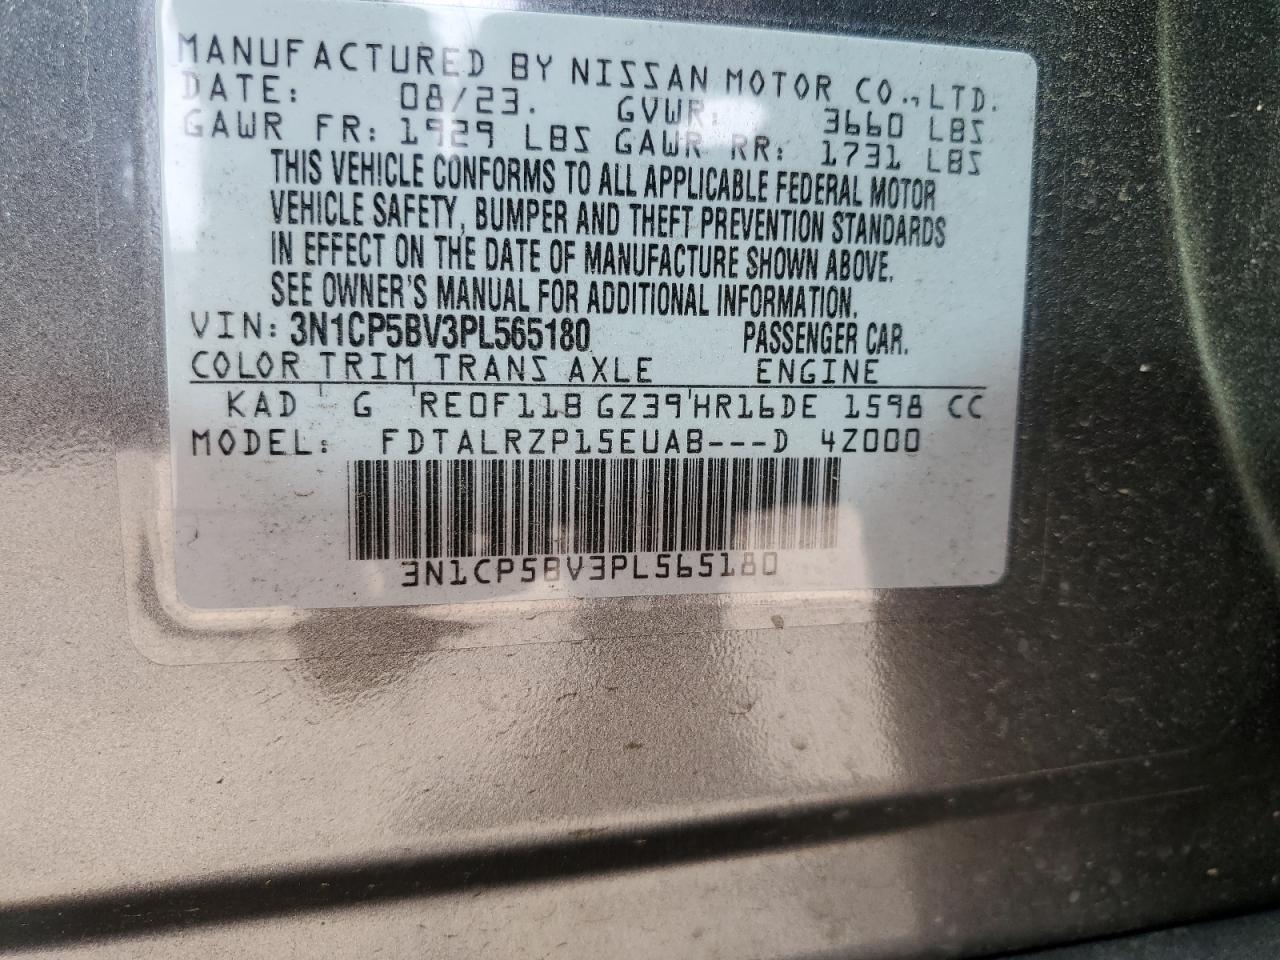 MANUFACTURED BY NISSAN MOTOR CO., LTD.
DATE: 08/23. GVWR: 3660 LBS
GAWR FR: 1929 LBS GAWR RR: 1731 LBS
THIS VEHICLE CONFORMS TO ALL APPLICABLE FEDERAL MOTOR
VEHICLE SAFETY, BUMPER AND THEFT PREVENTION STANDARDS
IN EFFECT ON THE DATE OF MANUFACTURE SHOWN ABOVE.
SEE OWNER'S MANUAL FOR ADDITIONAL INFORMATION.
VIN: 3N1CP5BV3PL565180 PASSENGER CAR.
COLOR TRIM TRANS AXLE ENGINE
KAD G RE0F11B GZ39 HR16DE 1598 CC
MODEL: FDTALRZP15EUAB---D 4Z000
3N1CP5BV3PL565180